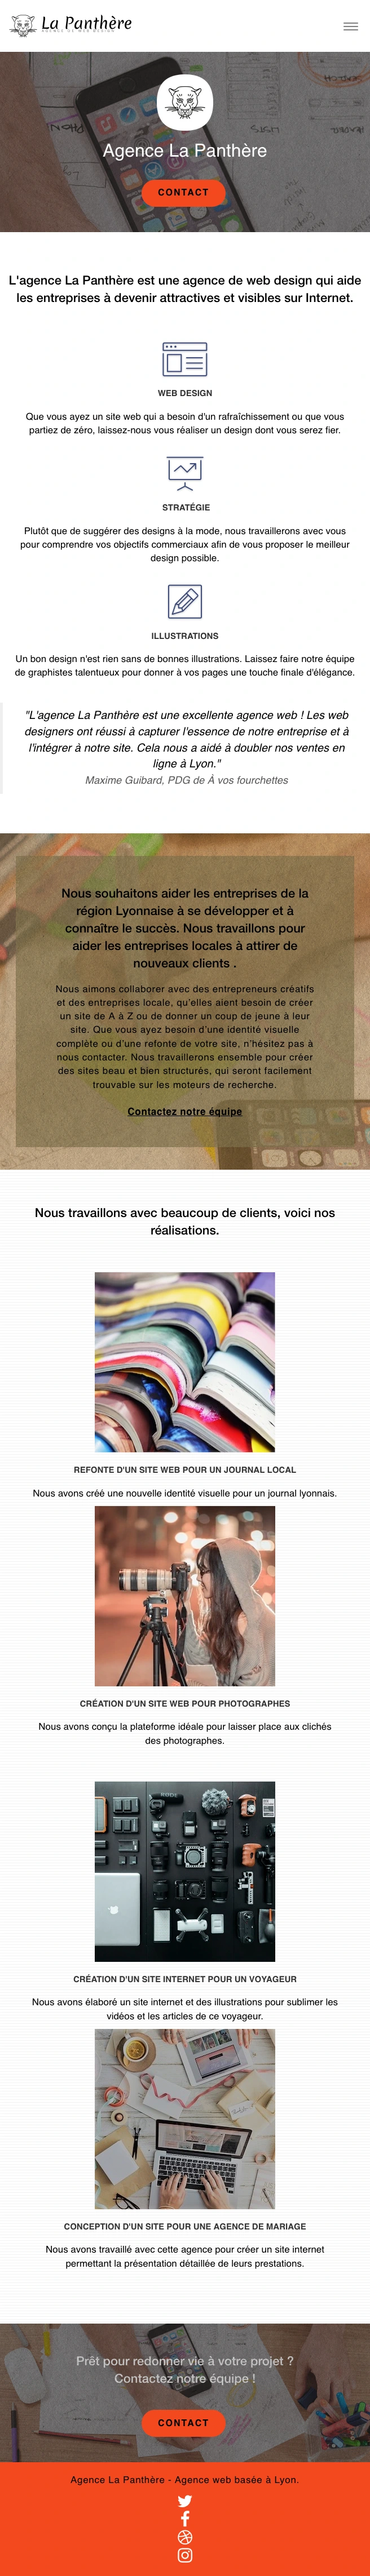 La Panthère
AGENCE DE WEB DESIGN
Agence La Panthère
CONTACT
L'agence La Panthère est une agence de web design qui aide
les entreprises à devenir attractives et visibles sur Internet.
WEB DESIGN
Que vous ayez un site web qui a besoin d'un rafraîchissement ou que vous
partiez de zéro, laissez-nous vous réaliser un design dont vous serez fier.
STRATÉGIE
Plutôt que de suggérer des designs à la mode, nous travaillerons avec vous
pour comprendre vos objectifs commerciaux afin de vous proposer le meilleur
design possible.
ILLUSTRATIONS
Un bon design n'est rien sans de bonnes illustrations. Laissez faire notre équipe
de graphistes talentueux pour donner à vos pages une touche finale d'élégance.
"L'agence La Panthère est une excellente agence web ! Les web
designers ont réussi à capturer l'essence de notre entreprise et à
l'intégrer à notre site. Cela nous a aidé à doubler nos ventes en
ligne à Lyon."
Maxime Guibard, PDG de À vos fourchettes
Nous souhaitons aider les entreprises de la
région Lyonnaise à se développer et à
connaître le succès. Nous travaillons pour
aider les entreprises locales à attirer de
nouveaux clients .
Nous aimons collaborer avec des entrepreneurs créatifs
et des entreprises locale, qu'elles aient besoin de créer
un site de A à Z ou de donner un coup de jeune à leur
site. Que vous ayez besoin d'une identité visuelle
complète ou d'une refonte de votre site, n'hésitez pas à
nous contacter. Nous travaillerons ensemble pour créer
des sites beau et bien structurés, qui seront facilement
trouvable sur les moteurs de recherche.
Contactez notre équipe
Nous travaillons avec beaucoup de clients, voici nos
réalisations.
REFONTE D'UN SITE WEB POUR UN JOURNAL LOCAL
Nous avons créé une nouvelle identité visuelle pour un journal lyonnais.
CRÉATION D'UN SITE WEB POUR PHOTOGRAPHES
Nous avons conçu la plateforme idéale pour laisser place aux clichés
des photographes.
RODE
CRÉATION D'UN SITE INTERNET POUR UN VOYAGEUR
Nous avons élaboré un site internet et des illustrations pour sublimer les
vidéos et les articles de ce voyageur.
CONCEPTION D'UN SITE POUR UNE AGENCE DE MARIAGE
Nous avons travaillé avec cette agence pour créer un site internet
permettant la présentation détaillée de leurs prestations.
Prêt pour redonner vie à votre projet ?
Contactez notre équipe !
CONTACT
Agence La Panthère - Agence web basée à Lyon.